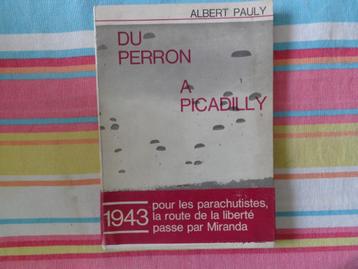 ALBERT PAULY
DU
PERRON
A
PICADILLY
1943
pour les parachutistes,
la route de la liberté
passe par Miranda